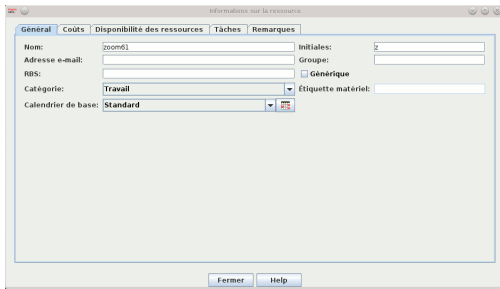 Informations sur la ressource
Général Coûts Disponibilité des ressources Tâches Remarques
Nom: zoom61 Initiales: z
Adresse e-mail: Groupe:
RBS: Générique
Catégorie: Travail Étiquette matériel:
Calendrier de base: Standard
Fermer Help